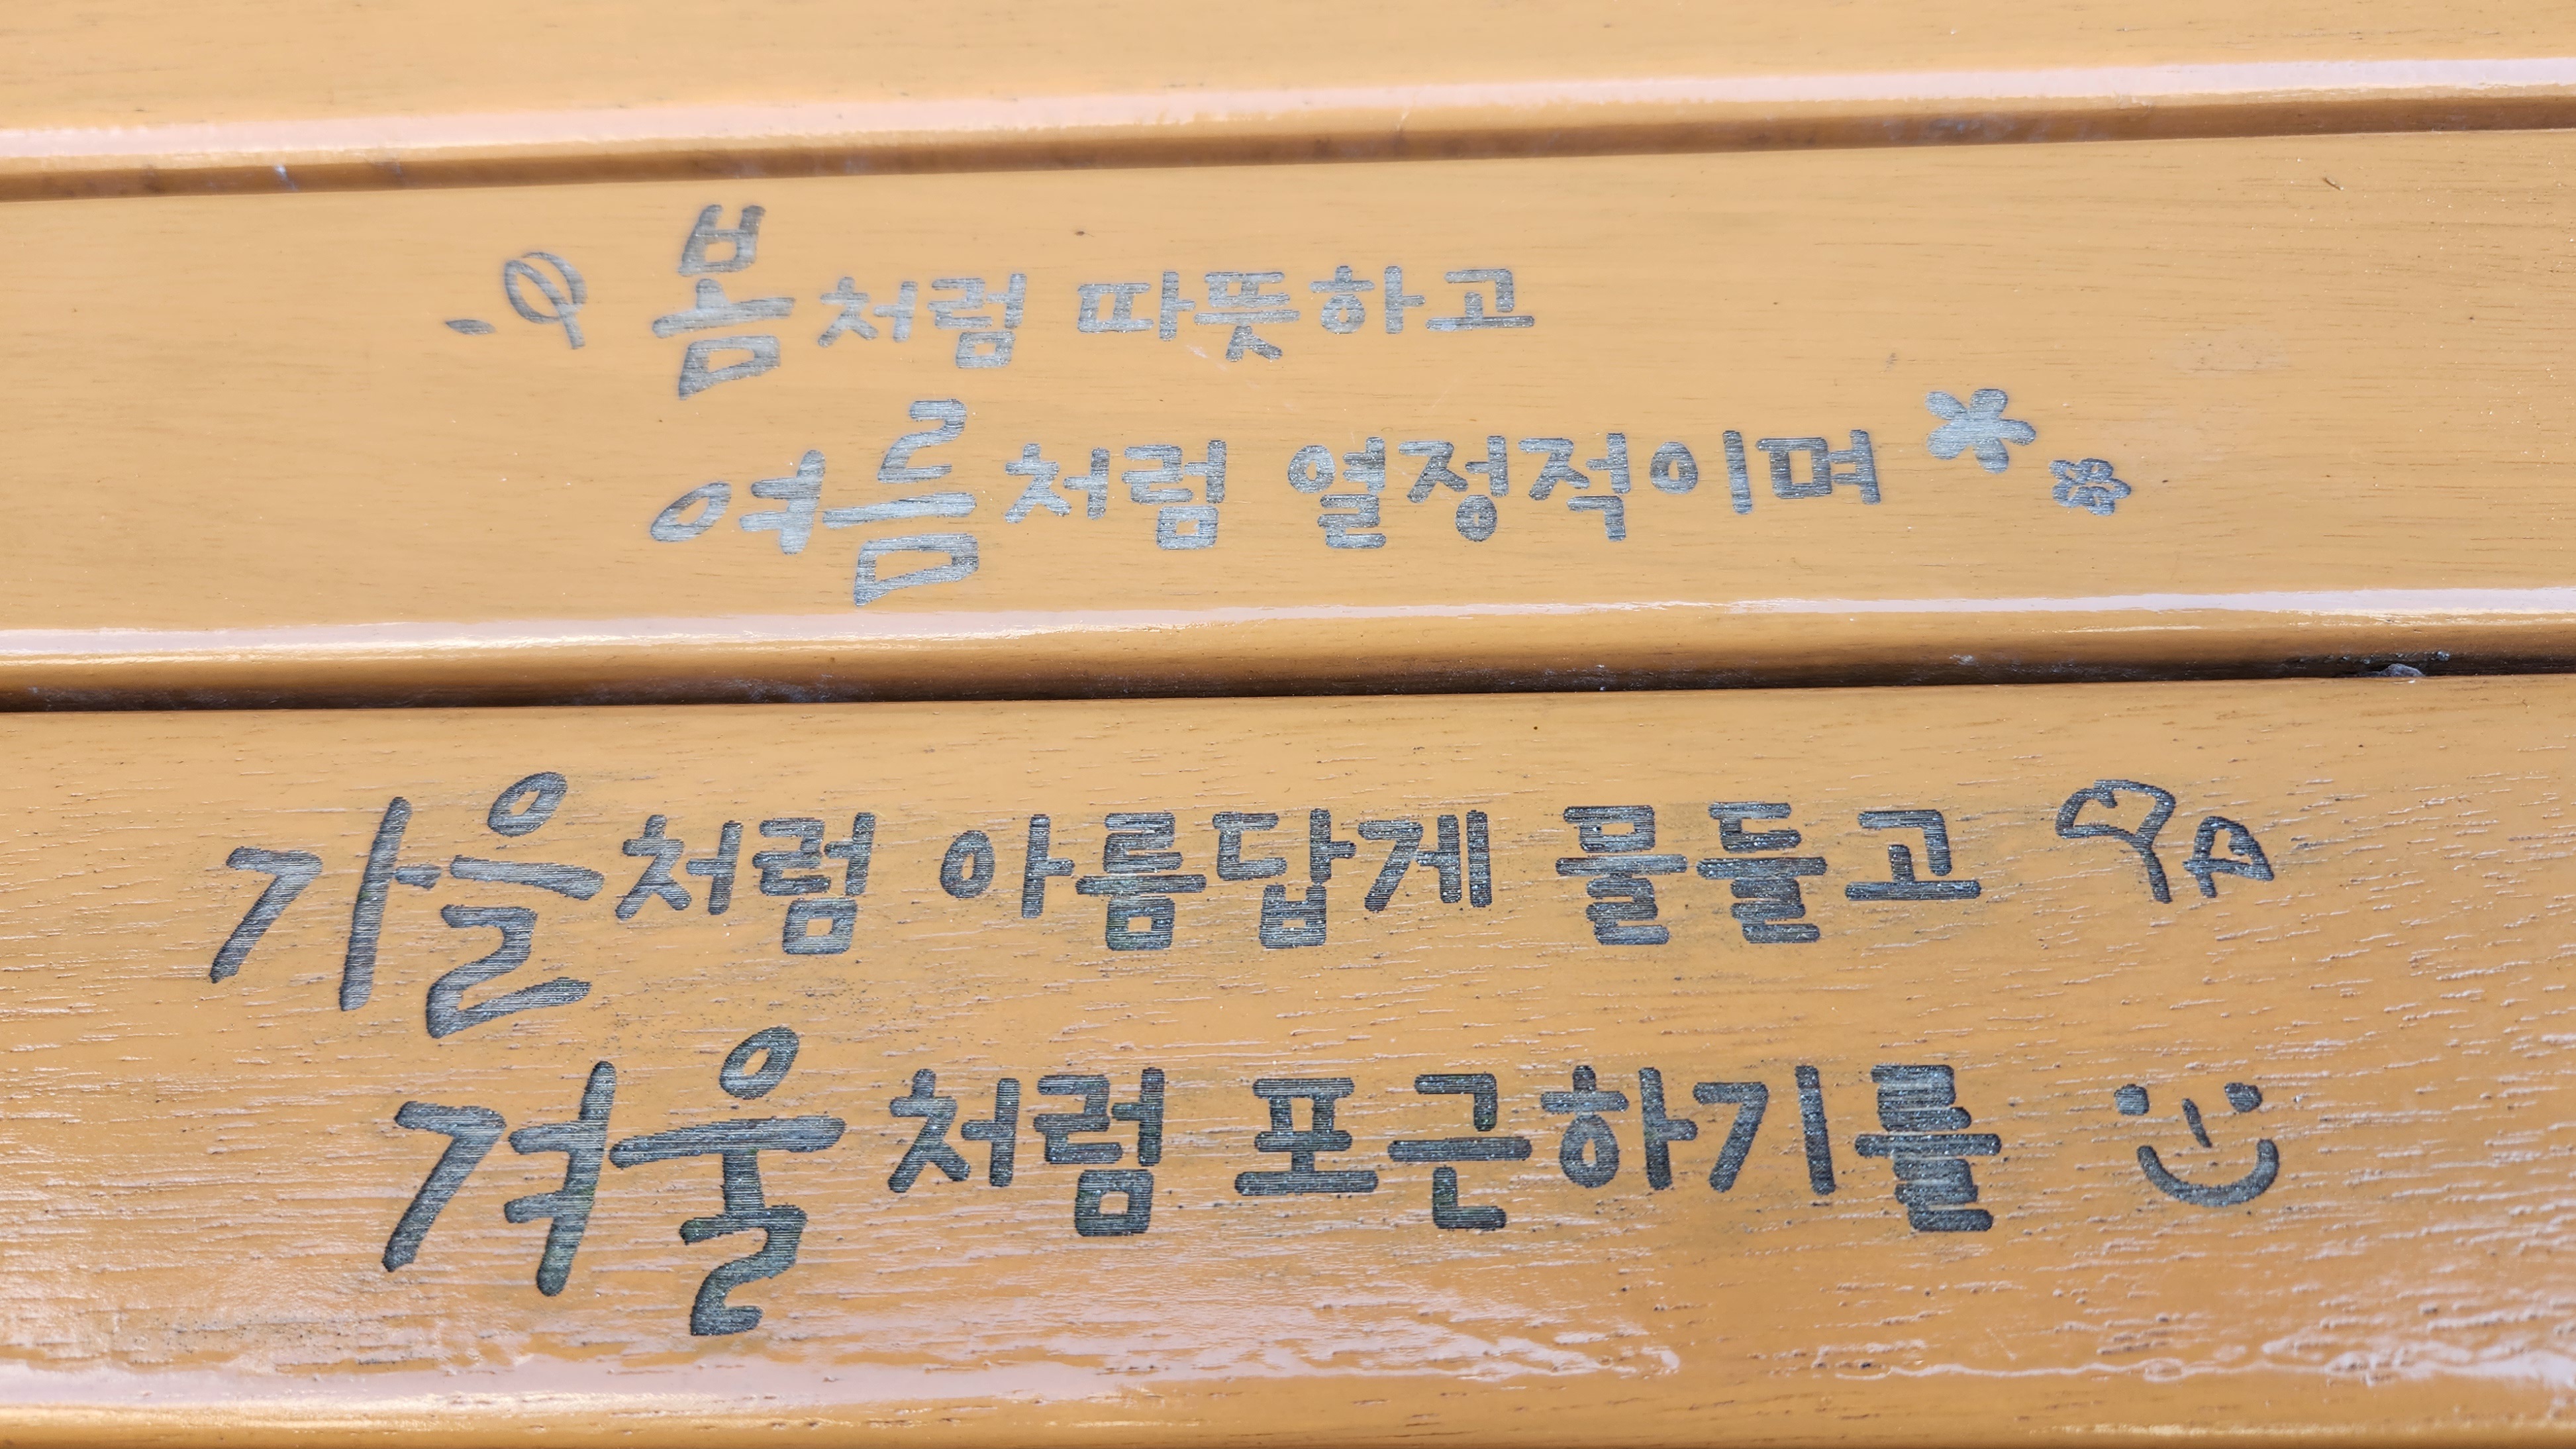 봄처럼 따뜻하고
여름처럼 열정적이며
가을처럼 아름답게 물들고
겨울처럼 포근하기를